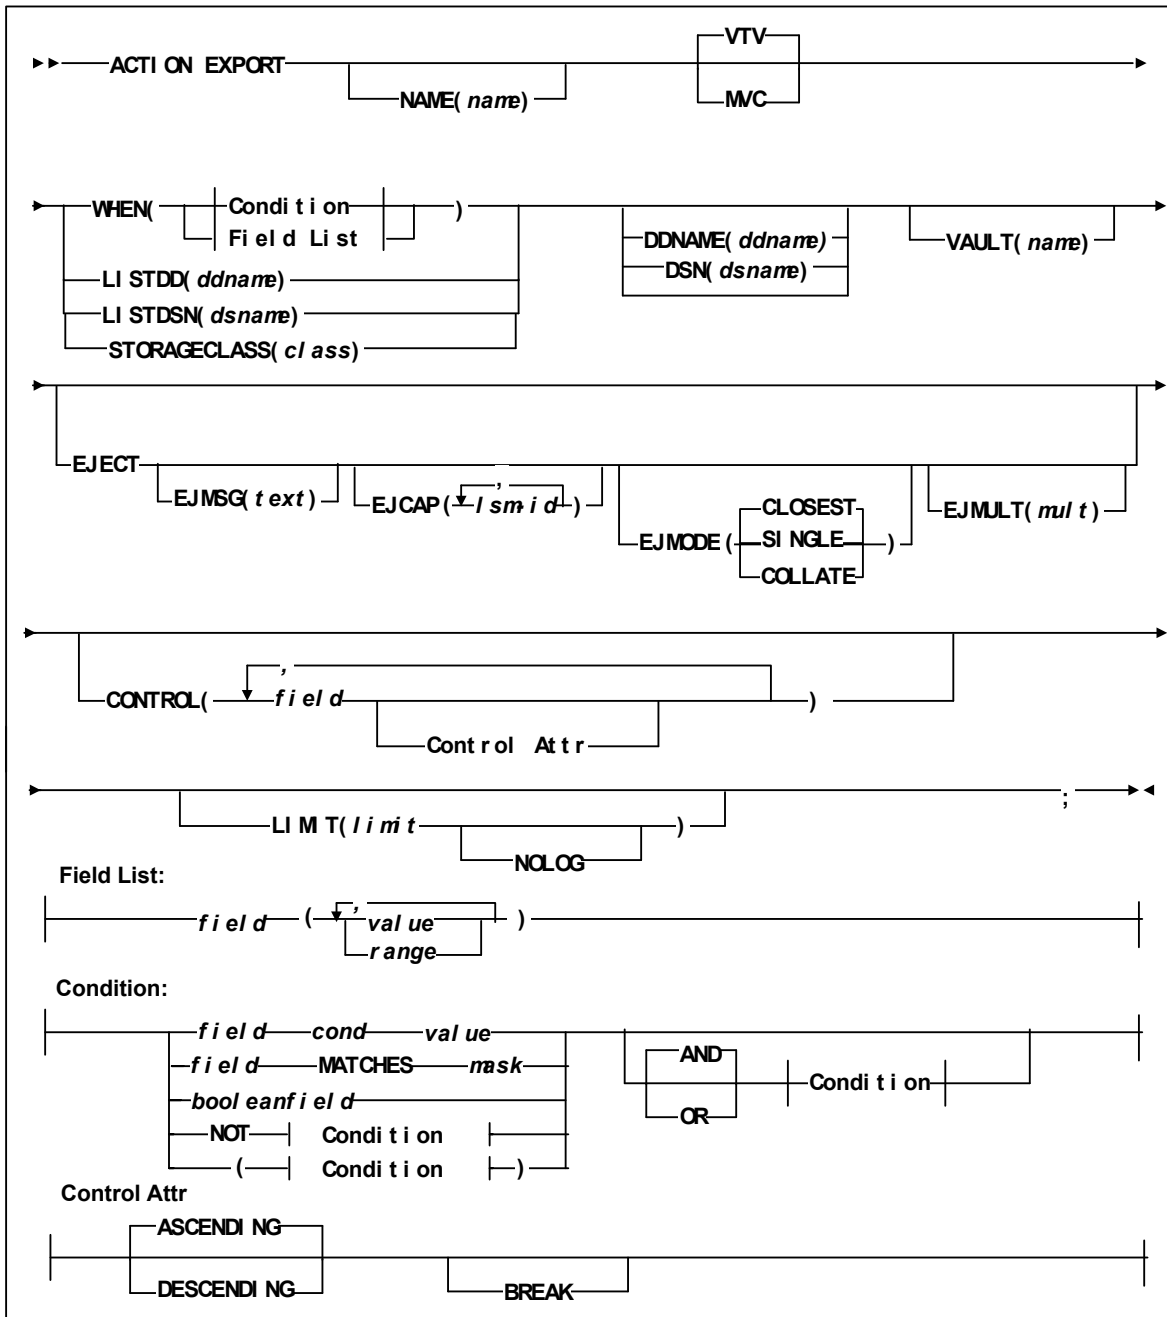 ACTION EXPORT
NAME(name)
VTV
MVC
WHEN(
Condition
Field List
)
LISTDD(ddname)
LISTDSN(dsname)
STORAGECLASS(class)
DDNAME(ddname)
DSN(dsname)
VAULT(name)
EJECT
EJMSG(text)
EJCAP( , lsm-id )
EJMODE(
CLOSEST
SINGLE
COLLATE
)
EJMULT(mult)
CONTROL( , field
Control Attr
)
LIMIT(limit
NOLOG
)
;
Field List:
field ( , value
range
)
Condition:
field cond value
field MATCHES mask
booleanfield
NOT Condition
( Condition )
AND
OR
Condition
Control Attr
ASCENDING
DESCENDING
BREAK